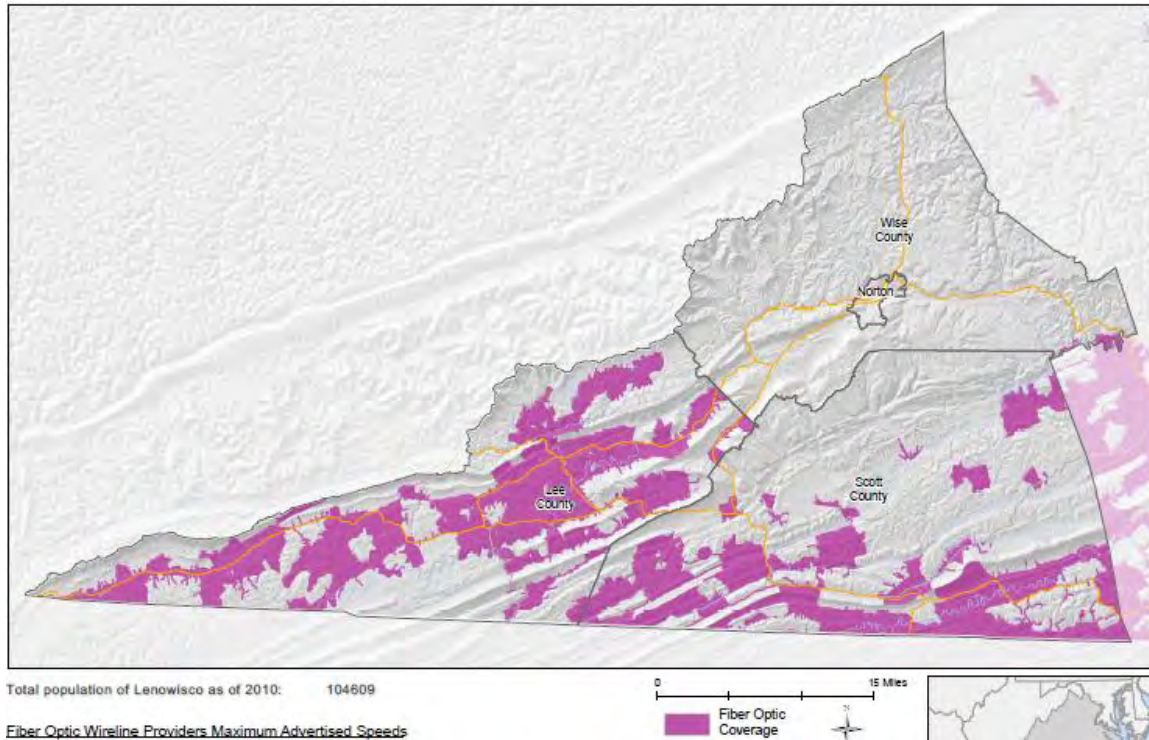 Wise
County
Norton
Lee
County
Scott
County
Total population of Lenowisco as of 2010: 104609
0 15 Miles
Fiber Optic
Coverage
N
Fiber Optic Wireline Providers Maximum Advertised Speeds